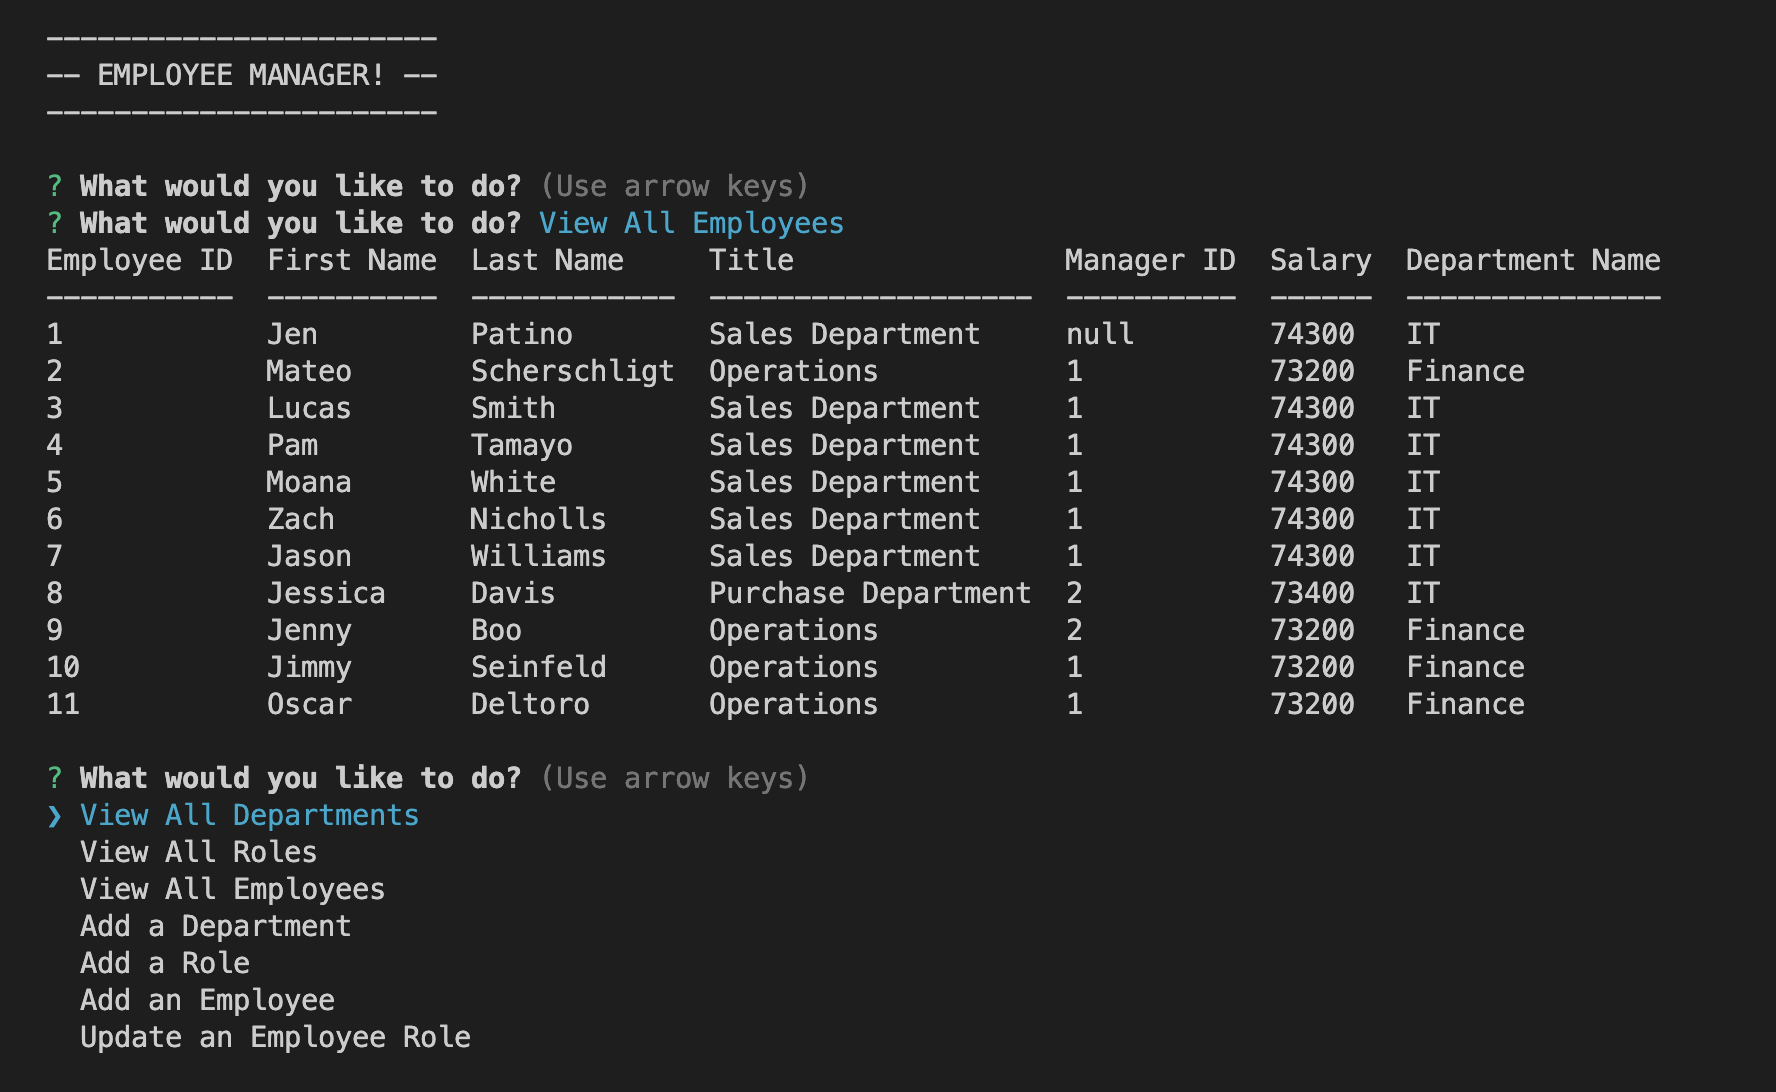 -----------------------
-- EMPLOYEE MANAGER! --
-----------------------
? What would you like to do? (Use arrow keys)
? What would you like to do? View All Employees
Employee ID  First Name  Last Name     Title                Manager ID  Salary  Department Name
-----------  ----------  ------------  -------------------  ----------  ------  ---------------
1            Jen         Patino        Sales Department     null        74300   IT
2            Mateo       Scherschligt  Operations           1           73200   Finance
3            Lucas       Smith         Sales Department     1           74300   IT
4            Pam         Tamayo        Sales Department     1           74300   IT
5            Moana       White         Sales Department     1           74300   IT
6            Zach        Nicholls      Sales Department     1           74300   IT
7            Jason       Williams      Sales Department     1           74300   IT
8            Jessica     Davis         Purchase Department  2           73400   IT
9            Jenny       Boo           Operations           2           73200   Finance
10           Jimmy       Seinfeld      Operations           1           73200   Finance
11           Oscar       Deltoro       Operations           1           73200   Finance
? What would you like to do? (Use arrow keys)
❯ View All Departments
  View All Roles
  View All Employees
  Add a Department
  Add a Role
  Add an Employee
  Update an Employee Role